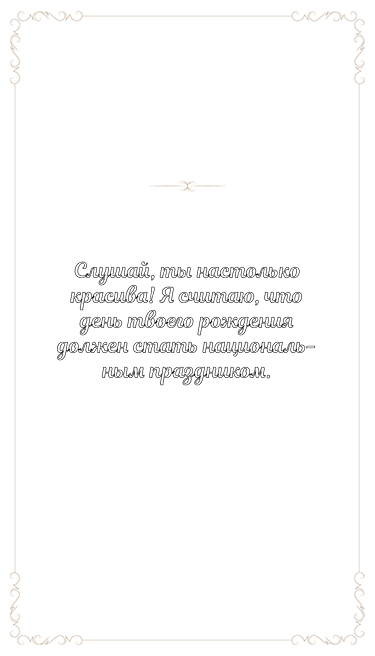 Слушай, ты настолько
красива! Я считаю, что
день твоего рождения
должен стать националь-
ным праздником.